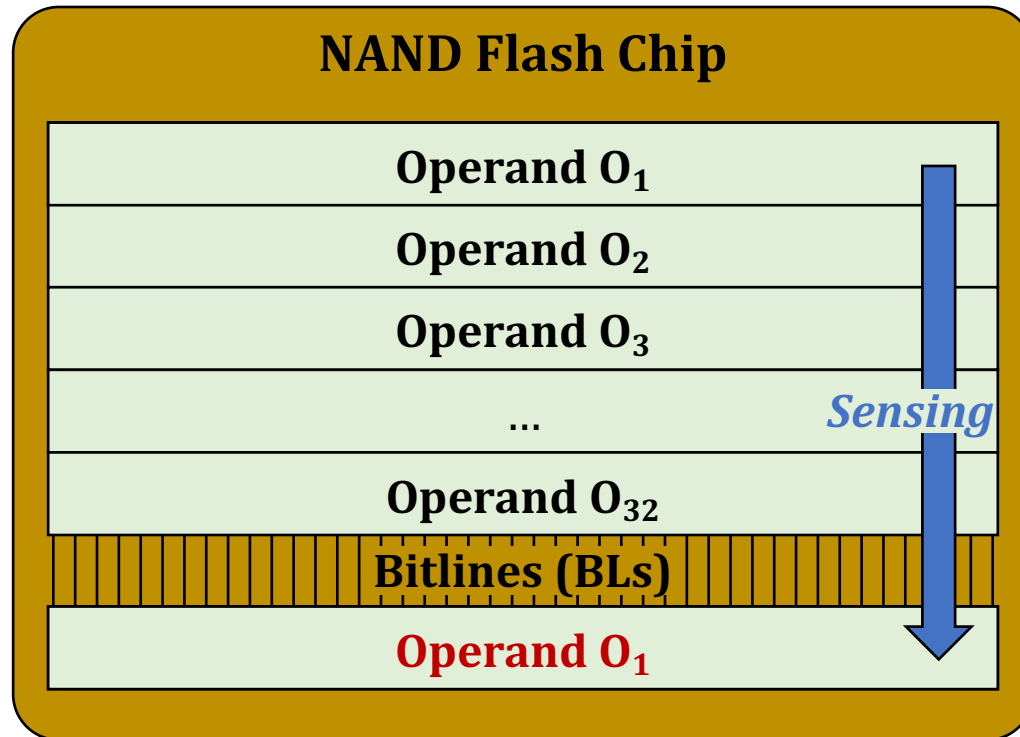 NAND Flash Chip
Operand O₁
Operand O₂
Operand O₃
...
Sensing
Operand O₃₂
Bitlines (BLs)
Operand O₁